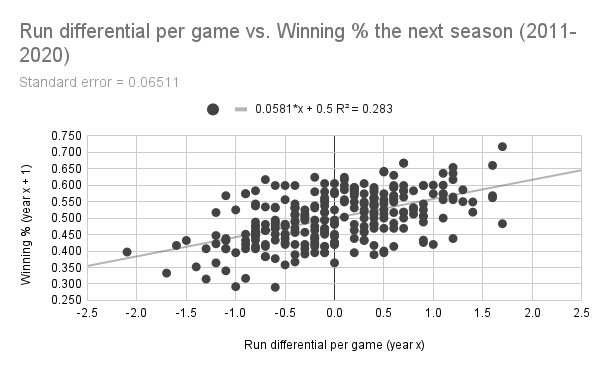 Run differential per game vs. Winning % the next season (2011-
2020)
Standard error = 0.06511
0.0581*x + 0.5 R² = 0.283
Winning % (year x + 1)
0.750
0.700
0.650
0.600
0.550
0.500
0.450
0.400
0.350
0.300
0.250
-2.5 -2.0 -1.5 -1.0 -0.5 0.0 0.5 1.0 1.5 2.0 2.5
Run differential per game (year x)